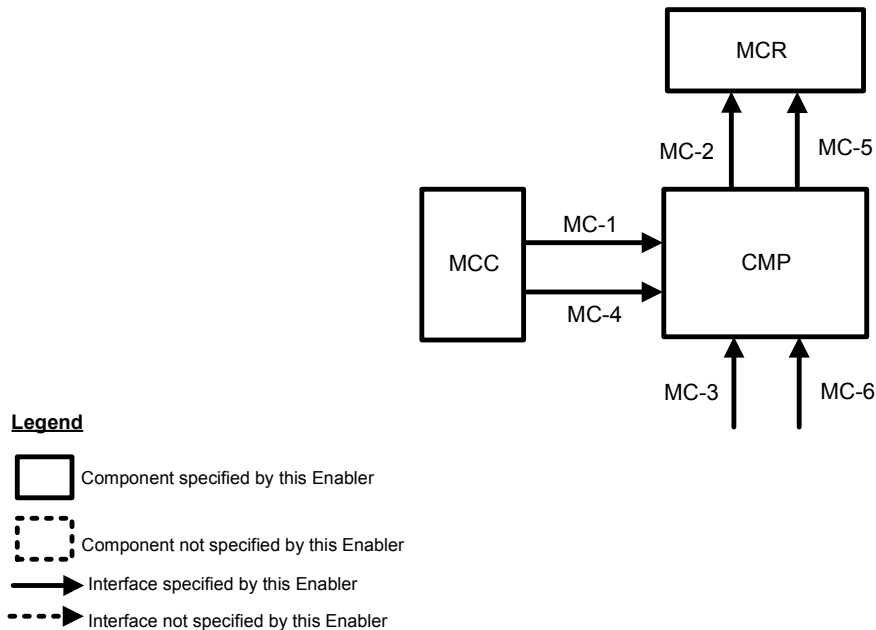 MCR
MC-2
MC-5
MC-1
MCC
CMP
MC-4
MC-3
MC-6
Legend
Component specified by this Enabler
Component not specified by this Enabler
Interface specified by this Enabler
Interface not specified by this Enabler